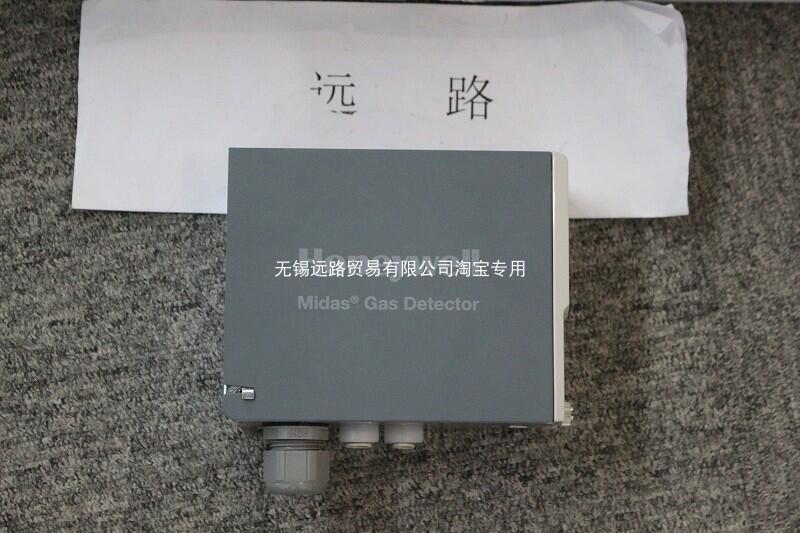 远 路
Honeywell
无锡远路贸易有限公司淘宝专用
Midas® Gas Detector